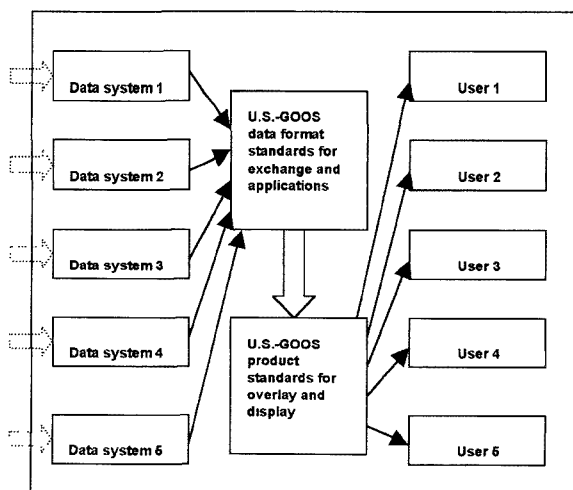 Data system 1
Data system 2
Data system 3
Data system 4
Data system 5
U.S.-GOOS
data format
standards for
exchange and
applications
U.S.-GOOS
product
standards for
overlay and
display
User 1
User 2
User 3
User 4
User 5